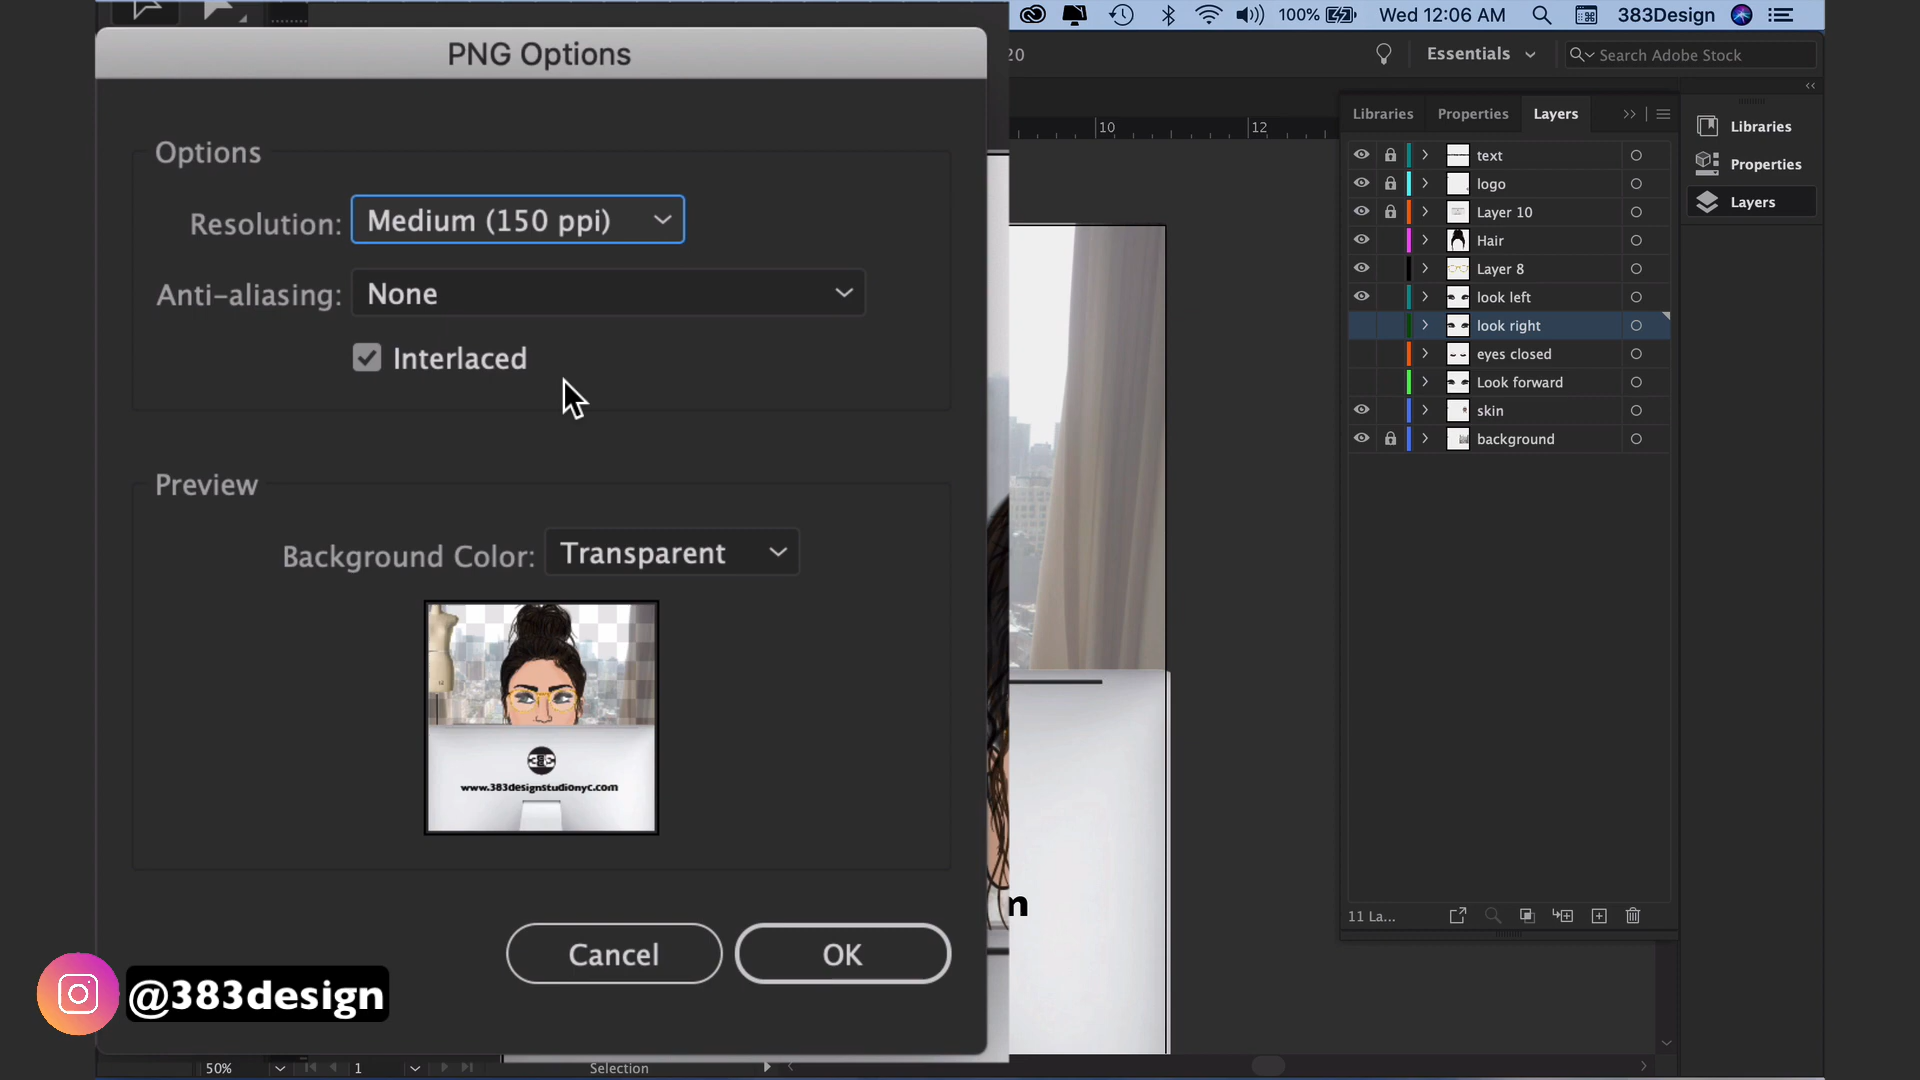 100%
Wed 12:06 AM
383Design
PNG Options
20
Essentials
Search Adobe Stock
Options
Resolution:
Medium (150 ppi)
Anti-aliasing:
None
Interlaced
Preview
Background Color:
Transparent
www.383designstudionyc.com
Cancel
OK
@383design
10
12
n
Libraries
Properties
Layers
text
logo
Layer 10
Hair
Layer 8
look left
look right
eyes closed
Look forward
skin
background
11 La...
Libraries
Properties
Layers
50%
1
Selection